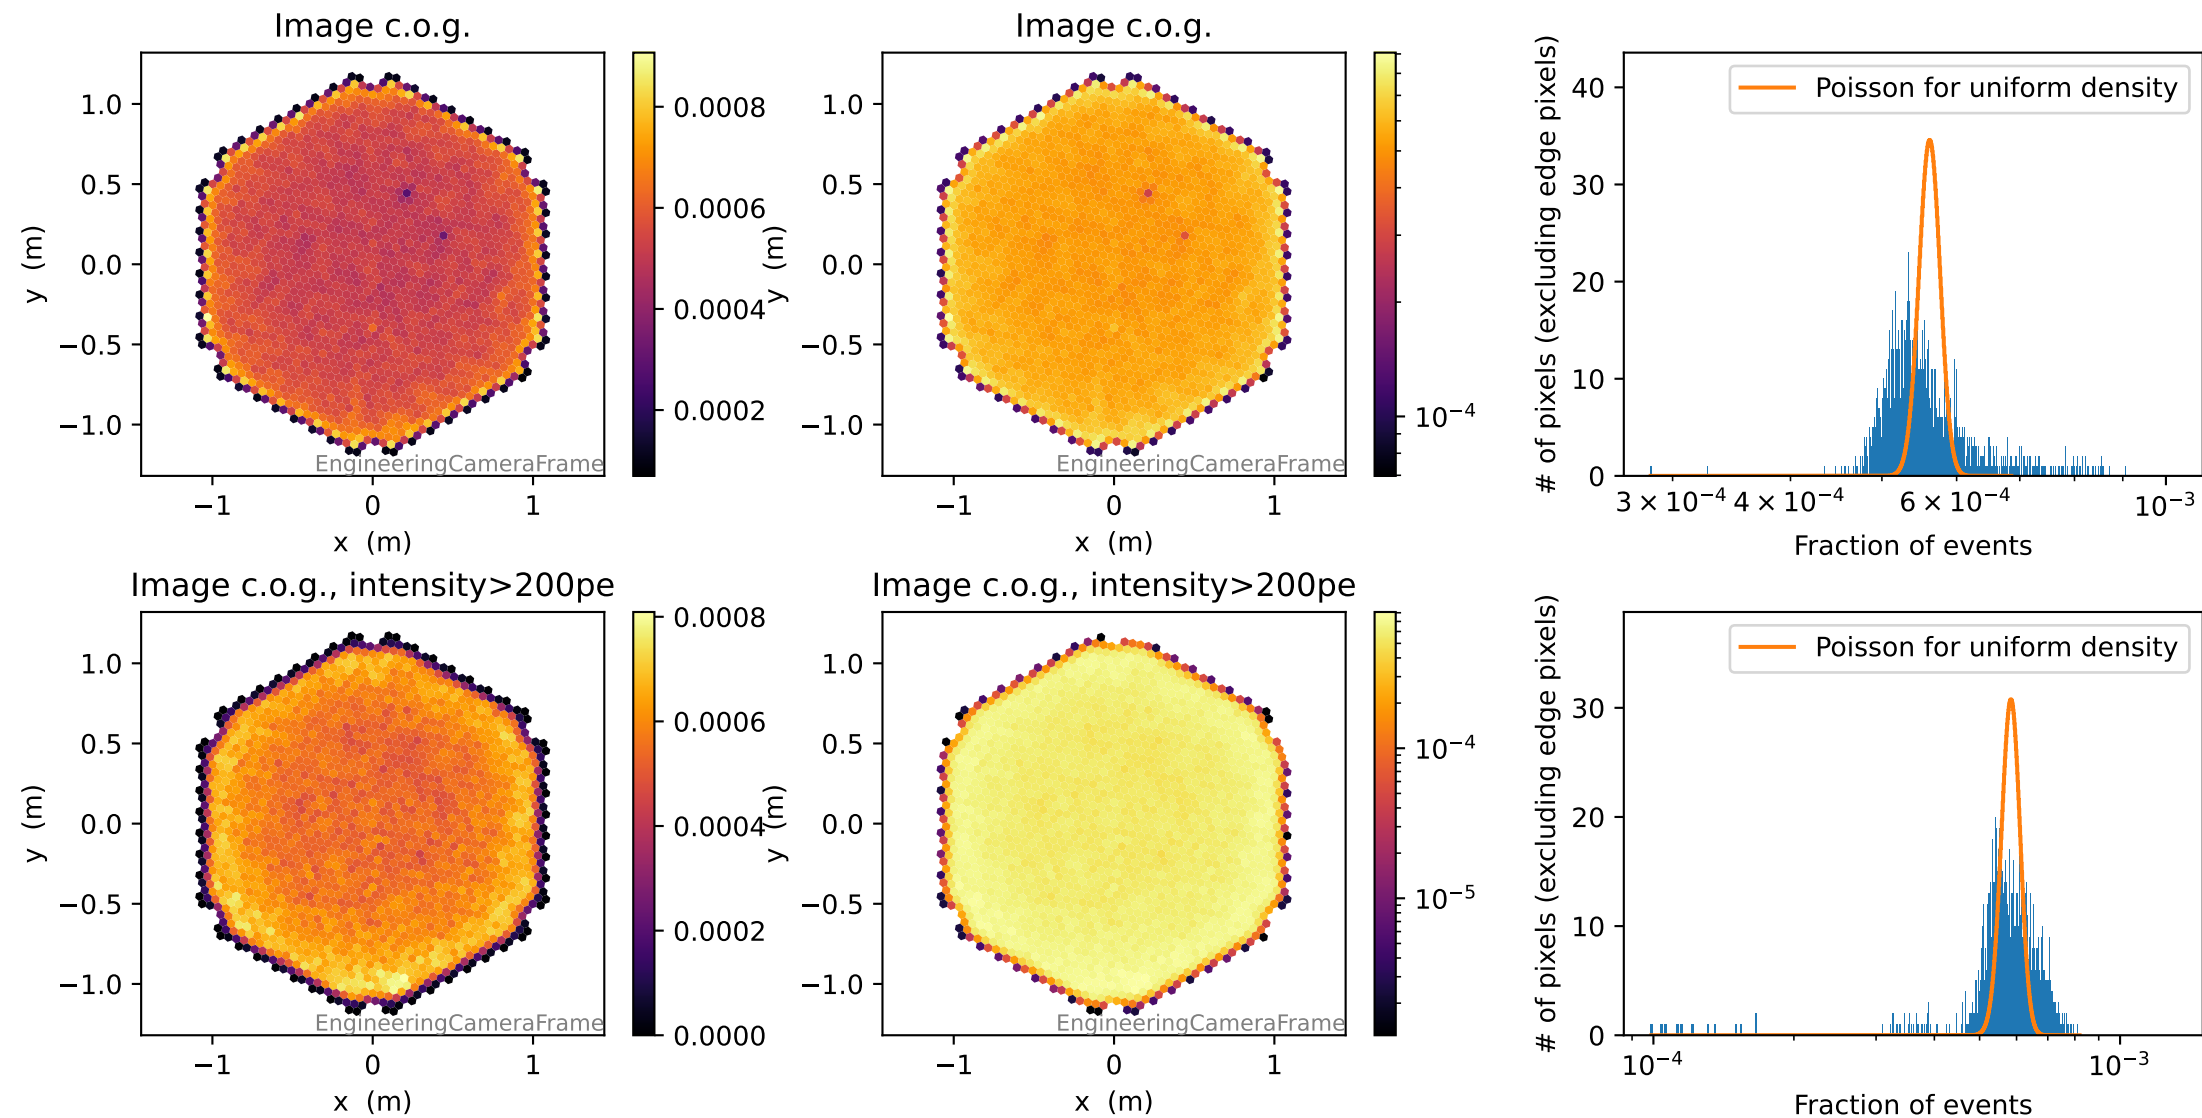 Image c.o.g.
y (m)
1.0
0.5
0.0
−0.5
−1.0
−1
0
1
x (m)
EngineeringCameraFrame
0.0008
0.0006
0.0004
0.0002
Image c.o.g.
y (m)
1.0
0.5
0.0
−0.5
−1.0
−1
0
1
x (m)
EngineeringCameraFrame
10⁻⁴
# of pixels (excluding edge pixels)
40
30
20
10
0
Poisson for uniform density
3 × 10⁻⁴
4 × 10⁻⁴
6 × 10⁻⁴
10⁻³
Fraction of events
Image c.o.g., intensity>200pe
y (m)
1.0
0.5
0.0
−0.5
−1.0
−1
0
1
x (m)
EngineeringCameraFrame
0.0008
0.0006
0.0004
0.0002
0.0000
Image c.o.g., intensity>200pe
y (m)
1.0
0.5
0.0
−0.5
−1.0
−1
0
1
x (m)
EngineeringCameraFrame
10⁻⁴
10⁻⁵
# of pixels (excluding edge pixels)
30
20
10
0
Poisson for uniform density
10⁻⁴
10⁻³
Fraction of events